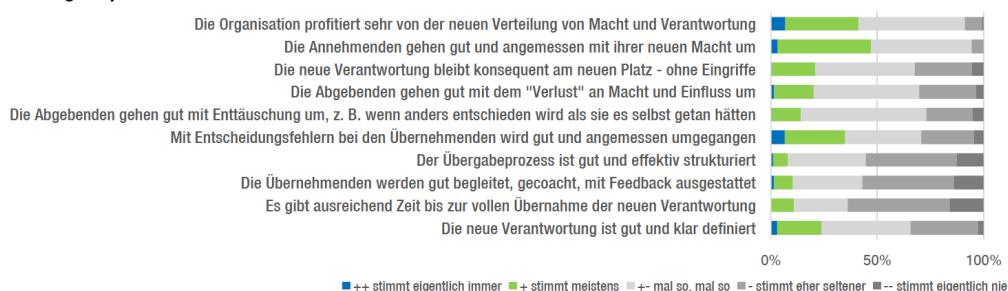 Die Organisation profitiert sehr von der neuen Verteilung von Macht und Verantwortung
Die Annehmenden gehen gut und angemessen mit ihrer neuen Macht um
Die neue Verantwortung bleibt konsequent am neuen Platz - ohne Eingriffe
Die Abgebenden gehen gut mit dem "Verlust" an Macht und Einfluss um
Die Abgebenden gehen gut mit Enttäuschung um, z. B. wenn anders entschieden wird als sie es selbst getan hätten
Mit Entscheidungsfehlern bei den Übernehmenden wird gut und angemessen umgegangen
Der Übergabeprozess ist gut und effektiv strukturiert
Die Übernehmenden werden gut begleitet, gecoacht, mit Feedback ausgestattet
Es gibt ausreichend Zeit bis zur vollen Übernahme der neuen Verantwortung
Die neue Verantwortung ist gut und klar definiert
0% 50% 100%
++ stimmt eigentlich immer + stimmt meistens +- mal so, mal so - stimmt eher seltener -- stimmt eigentlich nie